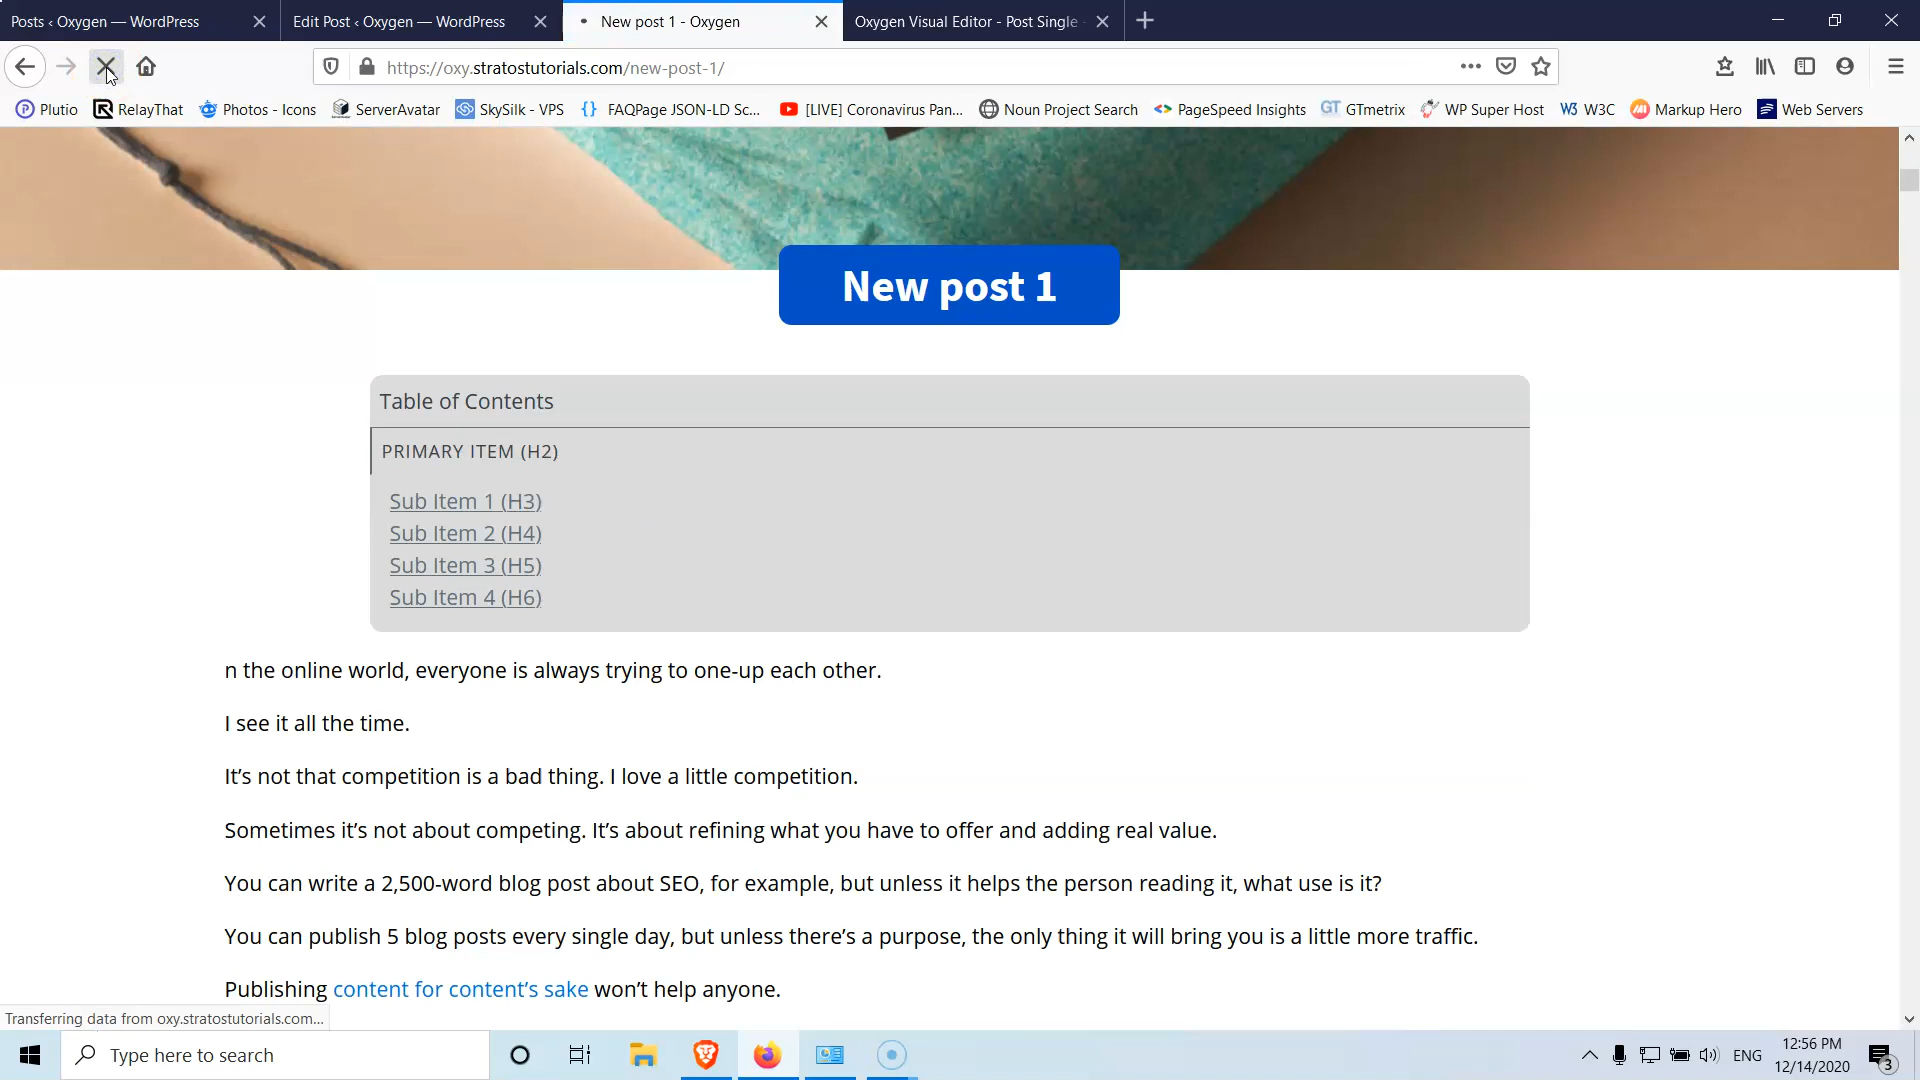 Posts ‹ Oxygen — WordPress
Edit Post ‹ Oxygen — WordPress
New post 1 - Oxygen
Oxygen Visual Editor - Post Single -
https://oxy.stratostutorials.com/new-post-1/
Plutio
RelayThat
Photos - Icons
ServerAvatar
SkySilk - VPS
{} FAQPage JSON-LD Sc...
[LIVE] Coronavirus Pan...
Noun Project Search
PageSpeed Insights
GT GTmetrix
WP Super Host
W3 W3C
Markup Hero
Web Servers
New post 1
Table of Contents
PRIMARY ITEM (H2)
Sub Item 1 (H3)
Sub Item 2 (H4)
Sub Item 3 (H5)
Sub Item 4 (H6)
n the online world, everyone is always trying to one-up each other.
I see it all the time.
It’s not that competition is a bad thing. I love a little competition.
Sometimes it’s not about competing. It’s about refining what you have to offer and adding real value.
You can write a 2,500-word blog post about SEO, for example, but unless it helps the person reading it, what use is it?
You can publish 5 blog posts every single day, but unless there’s a purpose, the only thing it will bring you is a little more traffic.
Publishing content for content’s sake won’t help anyone.
Transferring data from oxy.stratostutorials.com...
Type here to search
ENG
12:56 PM
12/14/2020
3